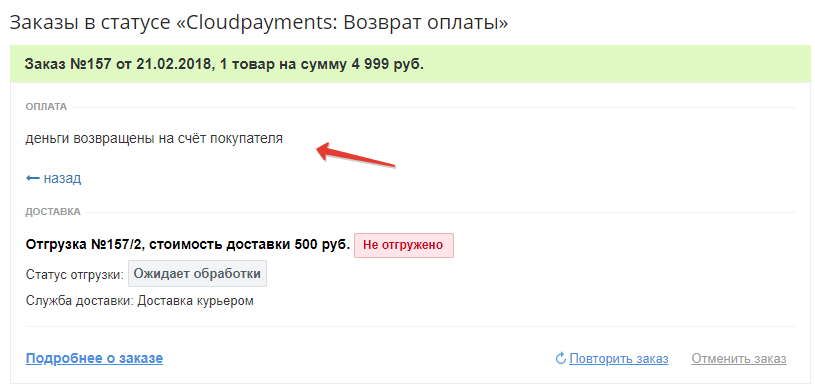 Заказы в статусе «Cloudpayments: Возврат оплаты»
Заказ №157 от 21.02.2018, 1 товар на сумму 4 999 руб.
ОПЛАТА
деньги возвращены на счёт покупателя
← назад
ДОСТАВКА
Отгрузка №157/2, стоимость доставки 500 руб. Не отгружено
Статус отгрузки: Ожидает обработки
Служба доставки: Доставка курьером
Подробнее о заказе Повторить заказ Отменить заказ